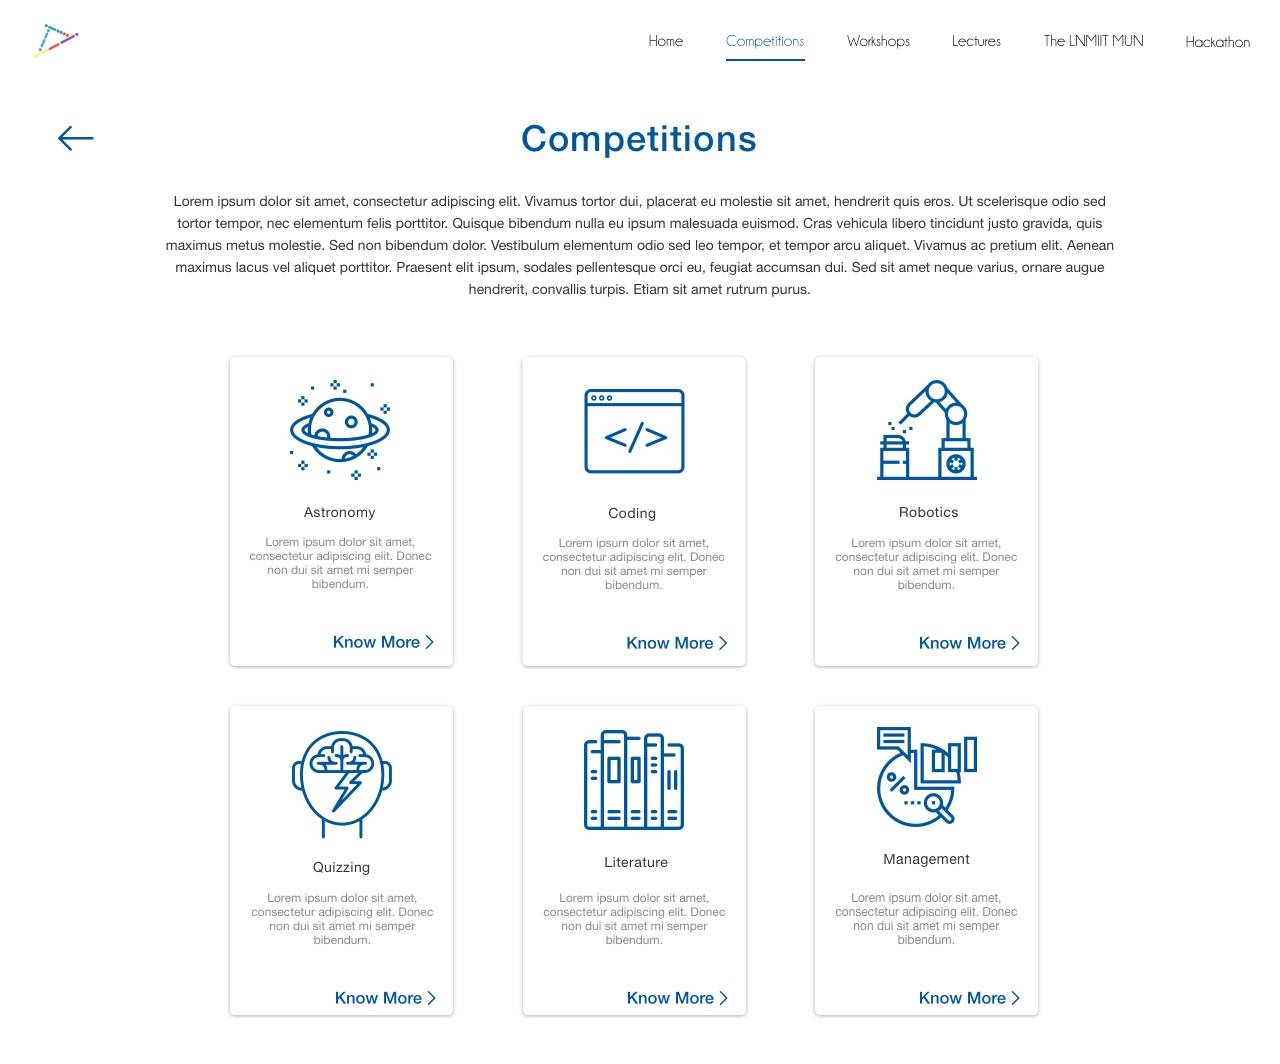 Home
Competitions
Workshops
Lectures
The LNMIIT MUN
Hackathon
Competitions
Lorem ipsum dolor sit amet, consectetur adipiscing elit. Vivamus tortor dui, placerat eu molestie sit amet, hendrerit quis eros. Ut scelerisque odio sed
tortor tempor, nec elementum felis porttitor. Quisque bibendum nulla eu ipsum malesuada euismod. Cras vehicula libero tincidunt justo gravida, quis
maximus metus molestie. Sed non bibendum dolor. Vestibulum elementum odio sed leo tempor, et tempor arcu aliquet. Vivamus ac pretium elit. Aenean
maximus lacus vel aliquet porttitor. Praesent elit ipsum, sodales pellentesque orci eu, feugiat accumsan dui. Sed sit amet neque varius, ornare augue
hendrerit, convallis turpis. Etiam sit amet rutrum purus.
Astronomy
Lorem ipsum dolor sit amet,
consectetur adipiscing elit. Donec
non dui sit amet mi semper
bibendum.
Know More
</>
Coding
Lorem ipsum dolor sit amet,
consectetur adipiscing elit. Donec
non dui sit amet mi semper
bibendum.
Know More
Robotics
Lorem ipsum dolor sit amet,
consectetur adipiscing elit. Donec
non dui sit amet mi semper
bibendum.
Know More
Quizzing
Lorem ipsum dolor sit amet,
consectetur adipiscing elit. Donec
non dui sit amet mi semper
bibendum.
Know More
Literature
Lorem ipsum dolor sit amet,
consectetur adipiscing elit. Donec
non dui sit amet mi semper
bibendum.
Know More
%
Management
Lorem ipsum dolor sit amet,
consectetur adipiscing elit. Donec
non dui sit amet mi semper
bibendum.
Know More